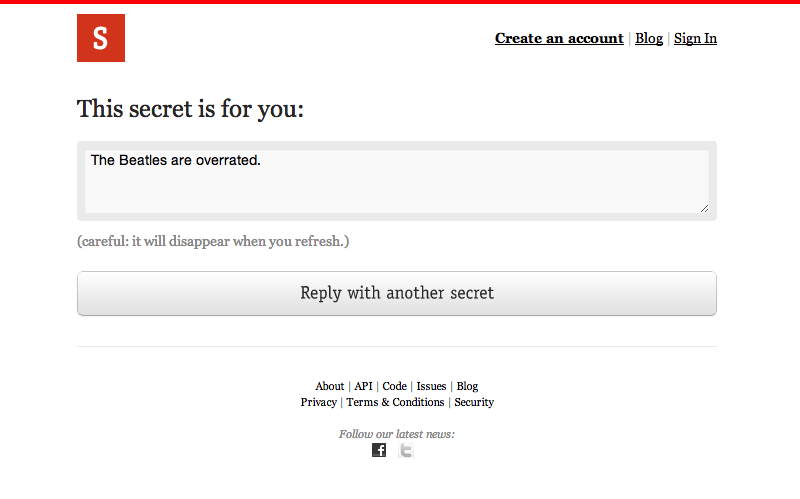 S
Create an account | Blog | Sign In
This secret is for you:
The Beatles are overrated.
(careful: it will disappear when you refresh.)
Reply with another secret
About | API | Code | Issues | Blog
Privacy | Terms & Conditions | Security
Follow our latest news:
f t